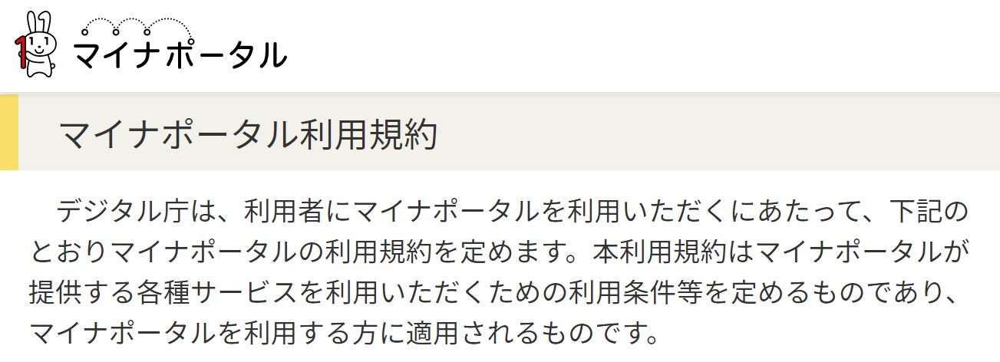 マイナポータル
マイナポータル利用規約
　デジタル庁は、利用者にマイナポータルを利用いただくにあたって、下記の
とおりマイナポータルの利用規約を定めます。本利用規約はマイナポータルが
提供する各種サービスを利用いただくための利用条件等を定めるものであり、
マイナポータルを利用する方に適用されるものです。